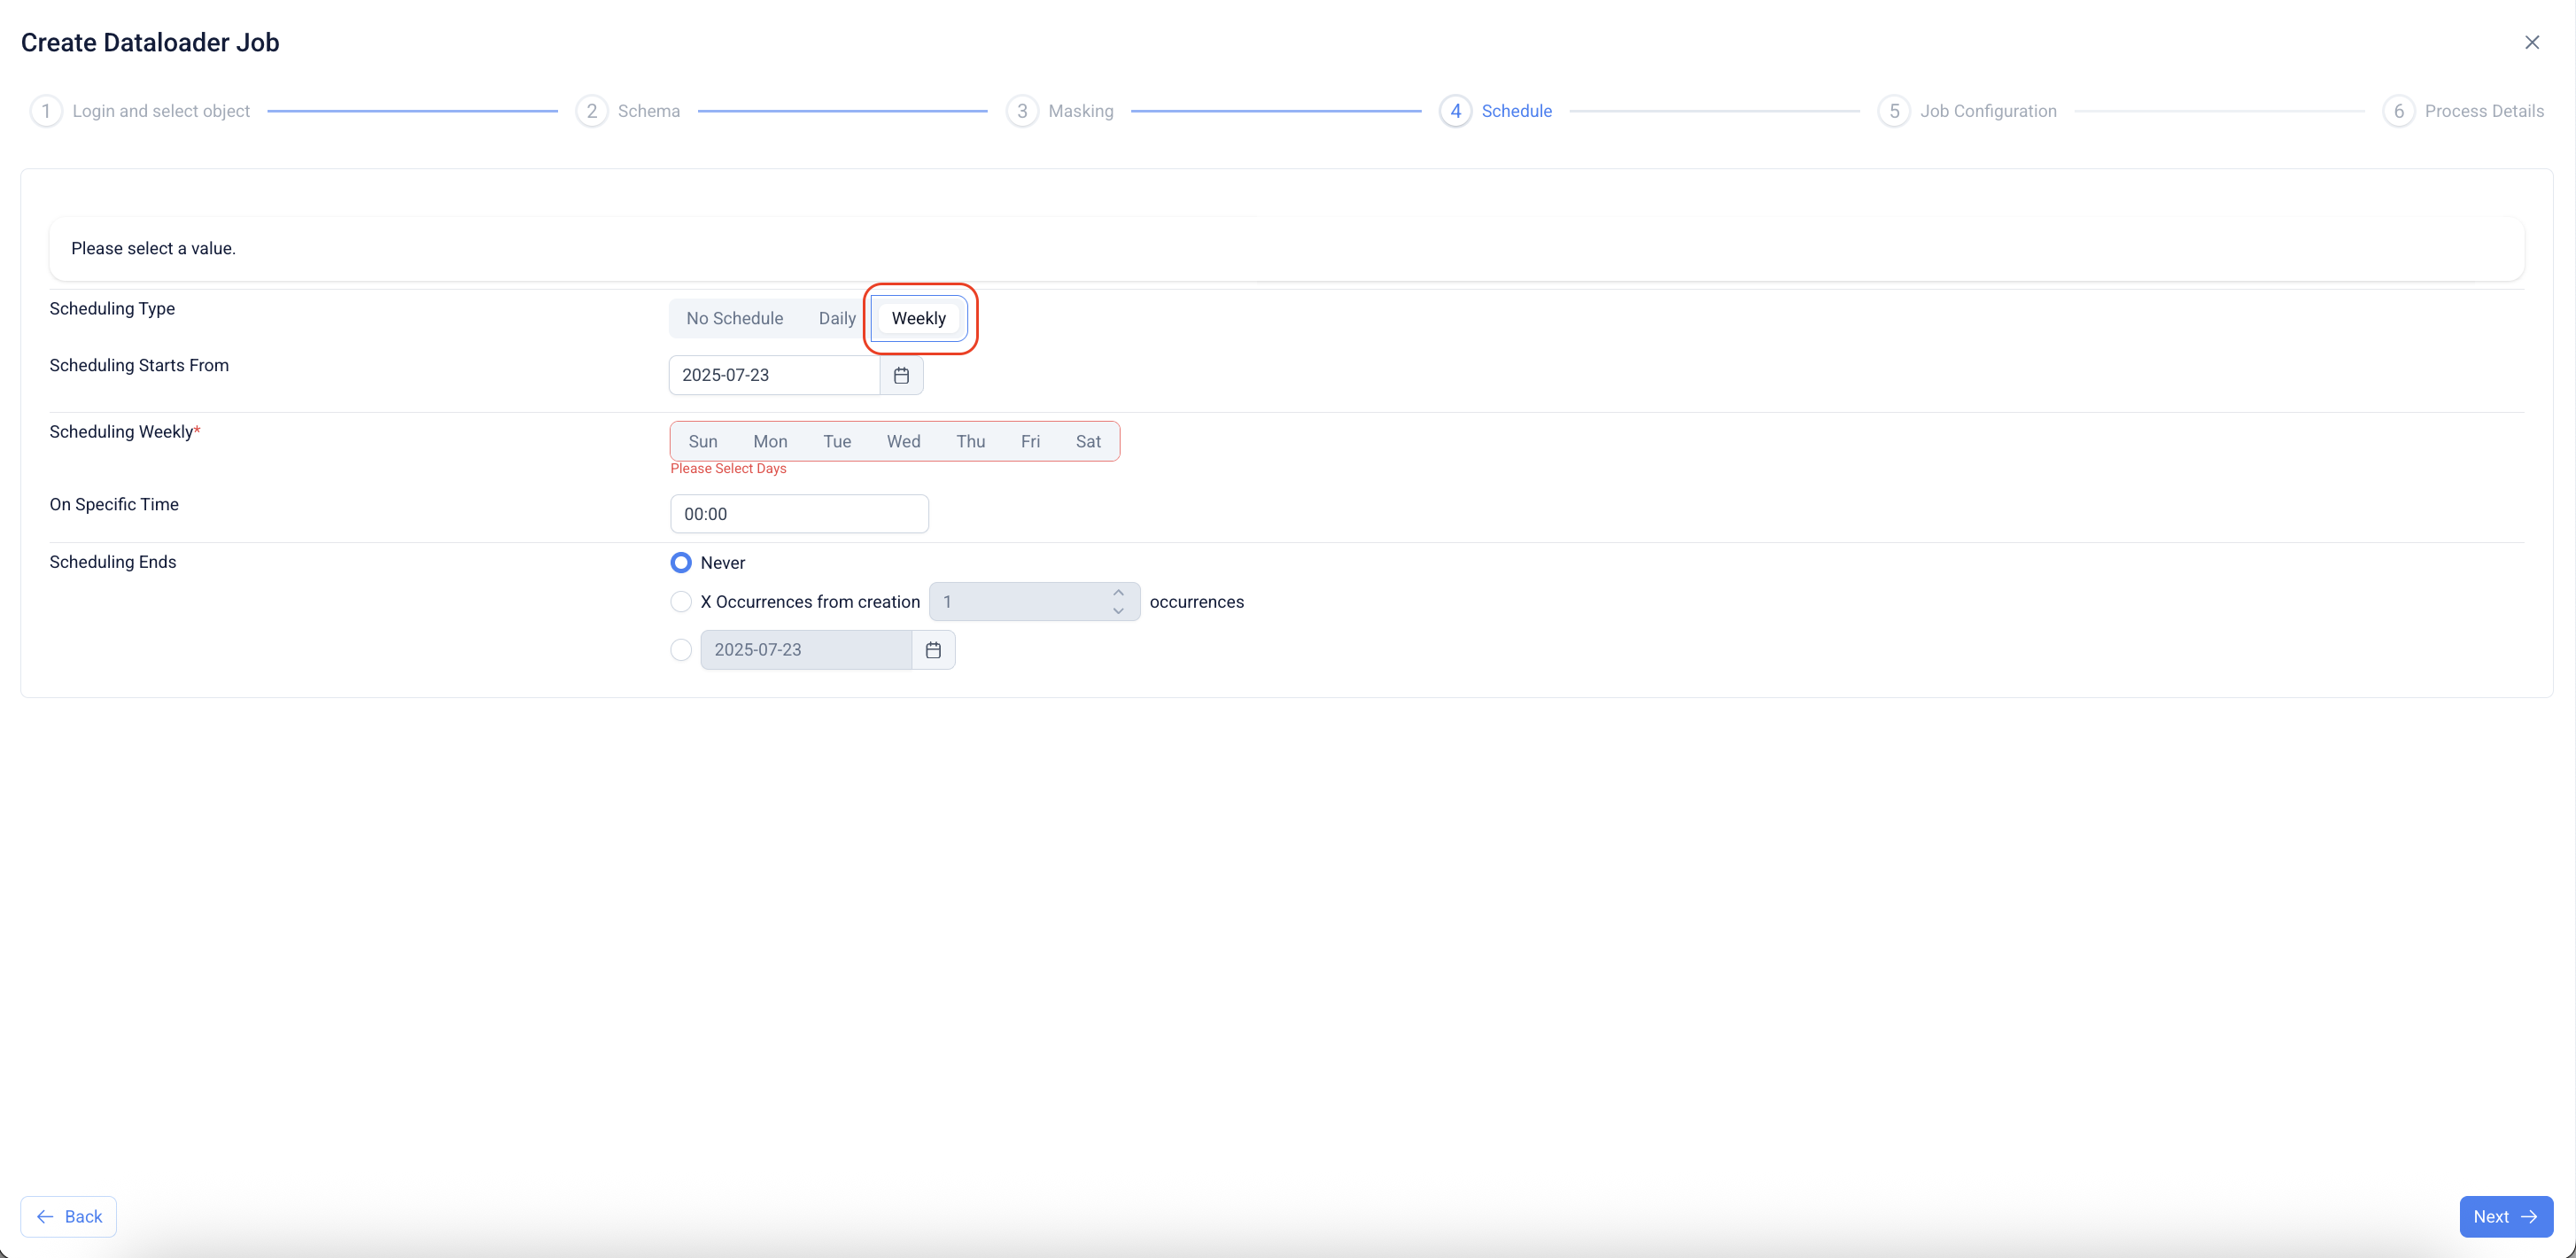 Create Dataloader Job
1 Login and select object 2 Schema 3 Masking 4 Schedule 5 Job Configuration 6 Process Details
Please select a value.
Scheduling Type No Schedule Daily Weekly
Scheduling Starts From 2025-07-23
Scheduling Weekly* Sun Mon Tue Wed Thu Fri Sat
Please Select Days
On Specific Time 00:00
Scheduling Ends Never
X Occurrences from creation 1 occurrences
2025-07-23
Back Next